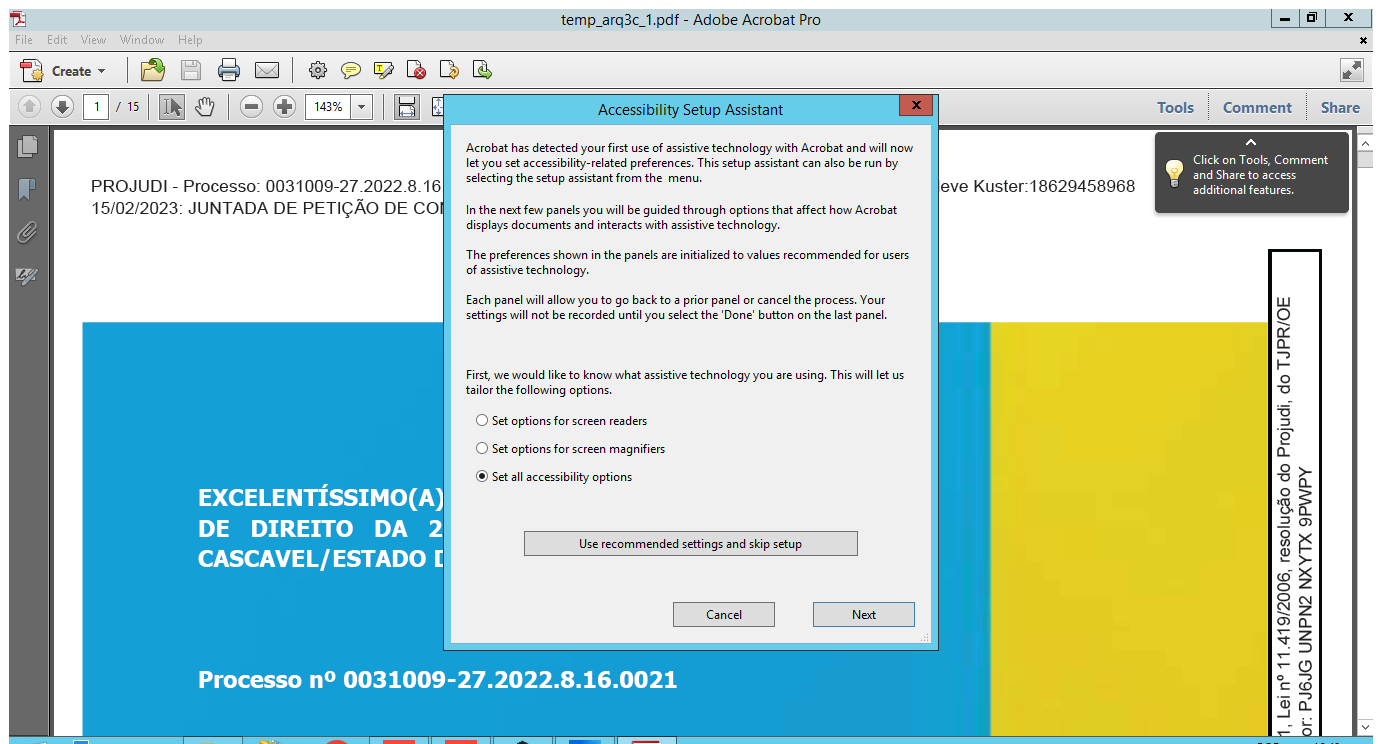 temp_arq3c_1.pdf - Adobe Acrobat Pro
File Edit View Window Help
Create
1 / 15 143% Tools Comment Share
Accessibility Setup Assistant
Acrobat has detected your first use of assistive technology with Acrobat and will now
let you set accessibility-related preferences. This setup assistant can also be run by
selecting the setup assistant from the menu.
In the next few panels you will be guided through options that affect how Acrobat
displays documents and interacts with assistive technology.
The preferences shown in the panels are initialized to values recommended for users
of assistive technology.
Each panel will allow you to go back to a prior panel or cancel the process. Your
settings will not be recorded until you select the 'Done' button on the last panel.
First, we would like to know what assistive technology you are using. This will let us
tailor the following options.
Set options for screen readers
Set options for screen magnifiers
Set all accessibility options
Use recommended settings and skip setup
Cancel Next
Click on Tools, Comment
and Share to access
additional features.
PROJUDI - Processo: 0031009-27.2022.8.16 eve Kuster:18629458968
15/02/2023: JUNTADA DE PETIÇÃO DE
EXCELENTÍSSIMO(A)
DE DIREITO DA 2
CASCAVEL/ESTADO
Processo nº 0031009-27.2022.8.16.0021
1, Lei nº 11.419/2006, resolução do Projudi, do TJPR/OE
or: PJ6JG UNPN2 NXYTX 9PWPY